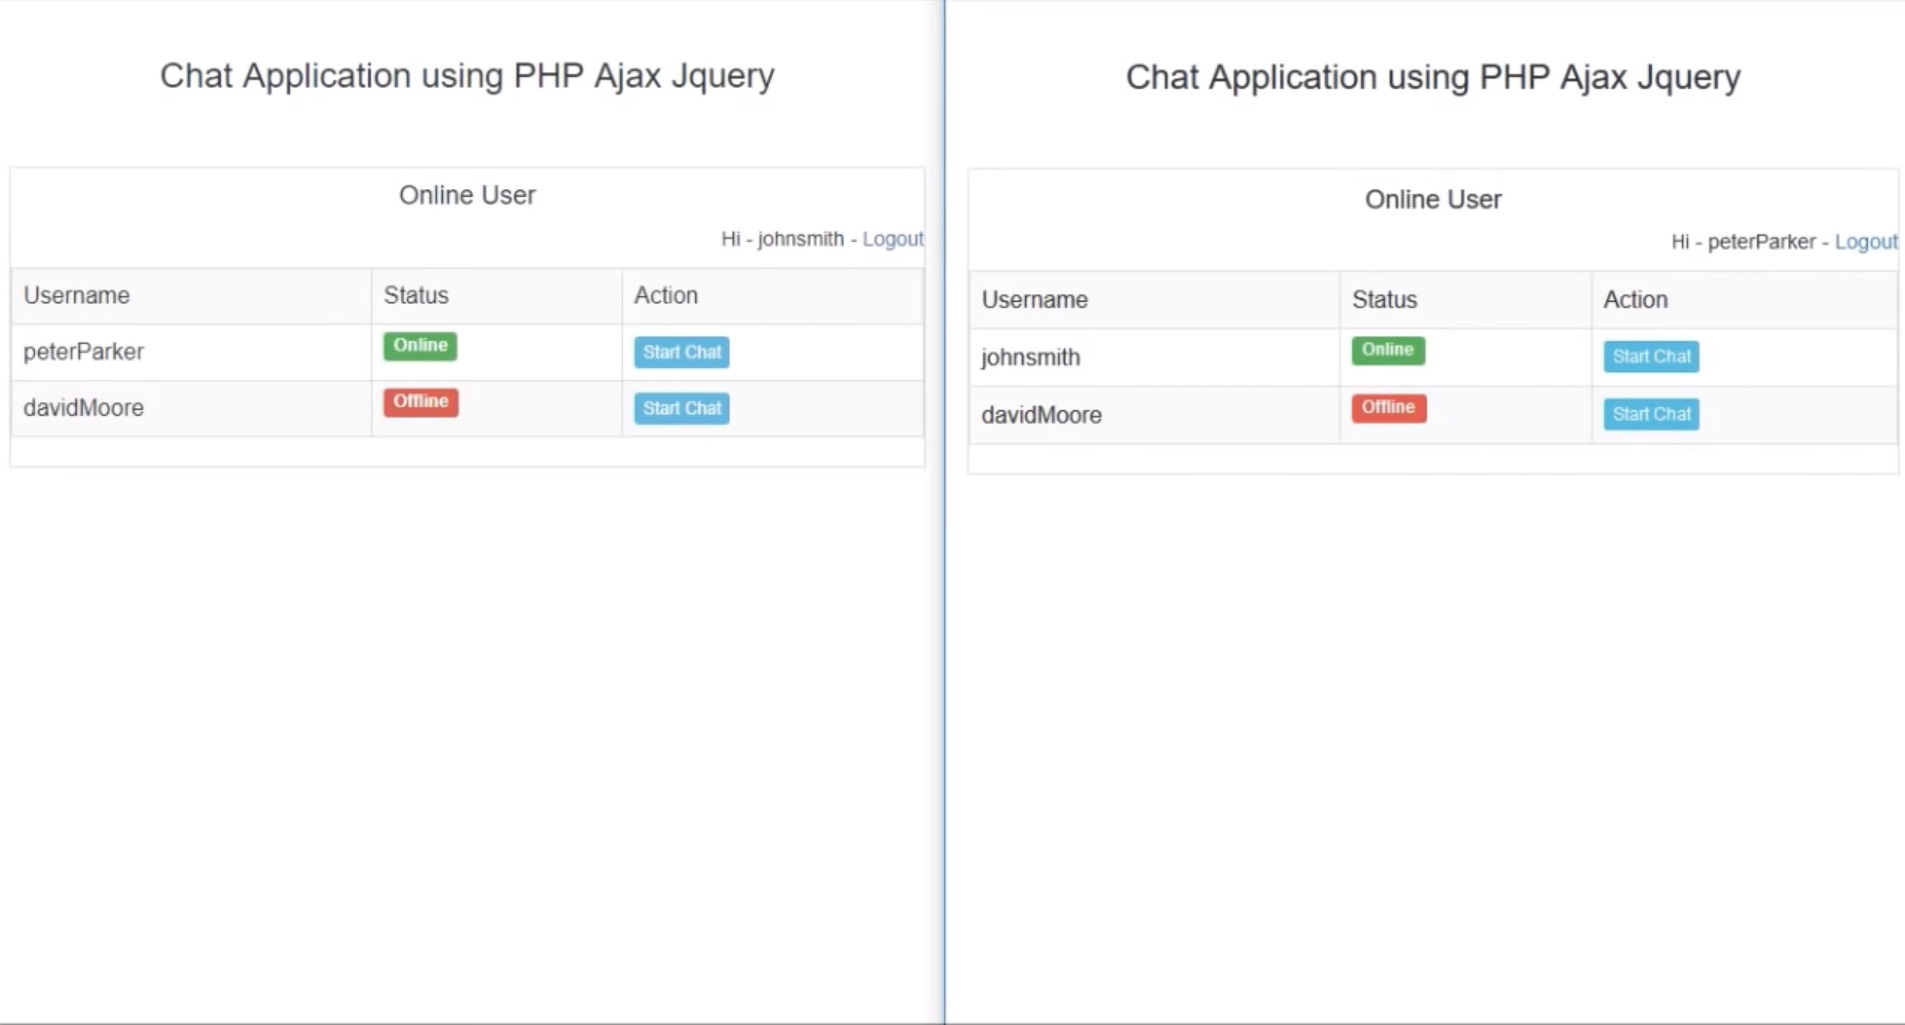 Chat Application using PHP Ajax Jquery
Online User
Hi - johnsmith - Logout
Username Status Action
peterParker Online Start Chat
davidMoore Offline Start Chat
Chat Application using PHP Ajax Jquery
Online User
Hi - peterParker - Logout
Username Status Action
johnsmith Online Start Chat
davidMoore Offline Start Chat